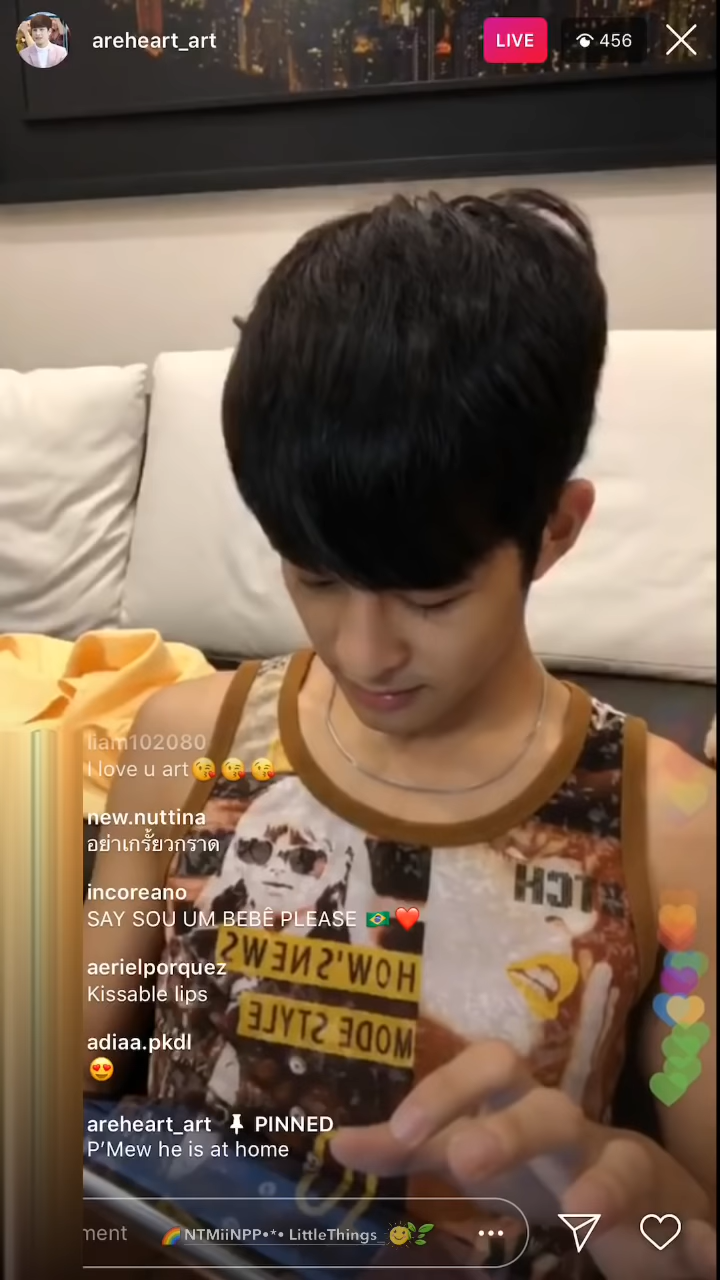 areheart_art LIVE 456
liam102080
I love u art😘😘😘
new.nuttina
อย่าเกรี้ยวกราด
incoreano
SAY SOU UM BEBÊ PLEASE 🇧🇷❤️
aerielporquez
Kissable lips
adiaa.pkdl
😍
areheart_art PINNED
P'Mew he is at home
HOW'S NEWS
MODE STYLE
ment 🌈NTMiiNPP•*• LittleThings_🌞🌿